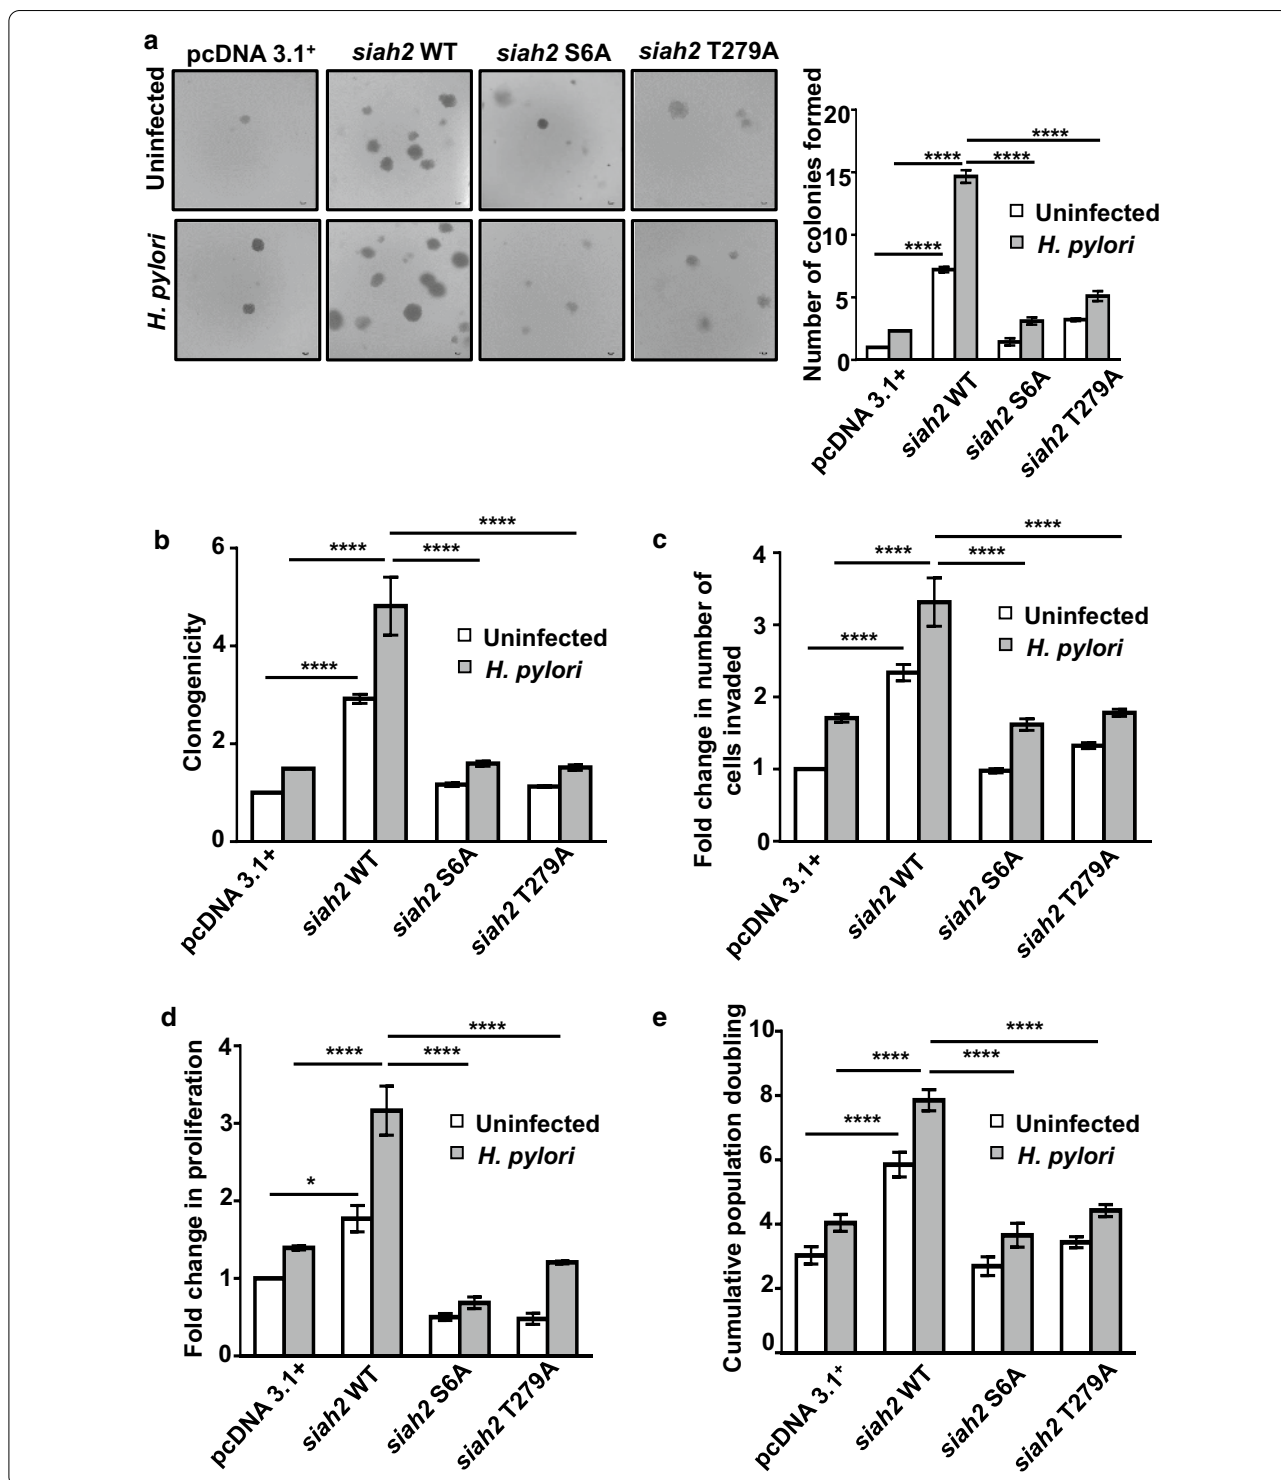 a
pcDNA 3.1+ siah2 WT siah2 S6A siah2 T279A
Uninfected
H. pylori
Number of colonies formed
20
15
10
5
0
****
**** ****
****
Uninfected
H. pylori
pcDNA 3.1+
siah2 WT
siah2 S6A
siah2 T279A
b
Clonogenicity
6
4
2
0
****
**** ****
****
Uninfected
H. pylori
pcDNA 3.1+
siah2 WT
siah2 S6A
siah2 T279A
c
Fold change in number of
cells invaded
4
3
2
1
0
****
**** ****
****
Uninfected
H. pylori
pcDNA 3.1+
siah2 WT
siah2 S6A
siah2 T279A
d
Fold change in proliferation
4
3
2
1
0
****
**** ****
*
Uninfected
H. pylori
pcDNA 3.1+
siah2 WT
siah2 S6A
siah2 T279A
e
Cumulative population doubling
10
8
6
4
2
0
****
**** ****
****
Uninfected
H. pylori
pcDNA 3.1+
siah2 WT
siah2 S6A
siah2 T279A